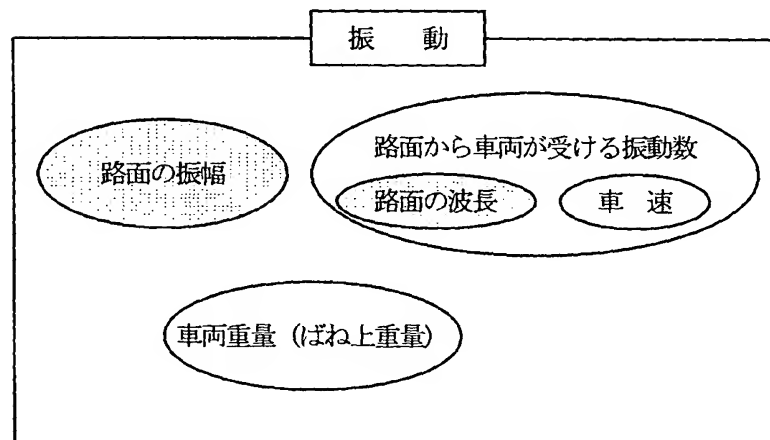 振 動
路面の振幅
路面から車両が受ける振動数
路面の波長
車 速
車両重量 (ばね上重量)